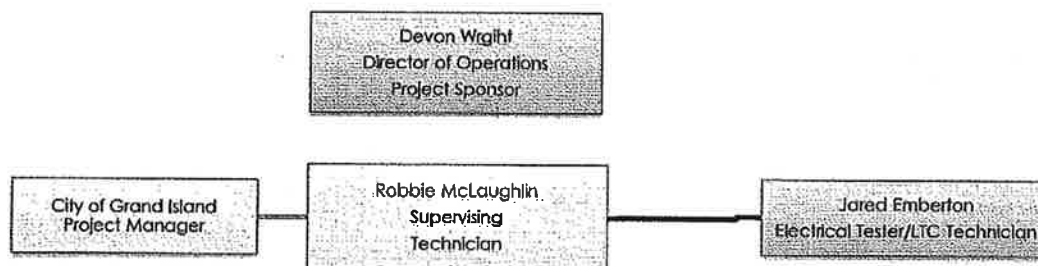 Devon Wrgiht
Director of Operations
Project Sponsor
City of Grand Island
Project Manager
Robbie McLaughlin
Supervising
Technician
Jared Emberton
Electrical Tester/LTC Technician